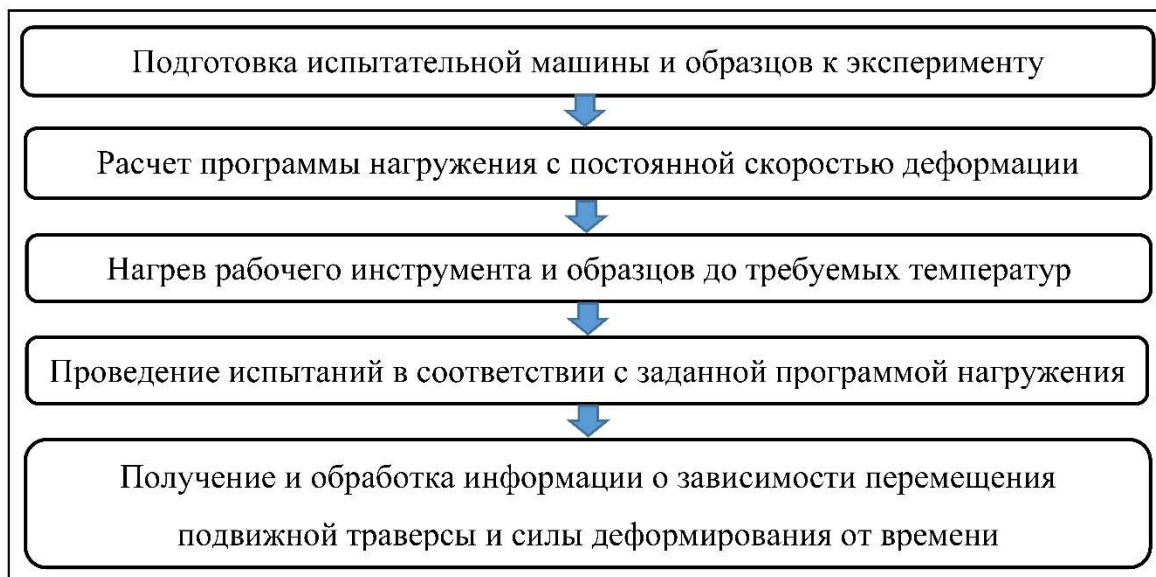 Подготовка испытательной машины и образцов к эксперименту
Расчет программы нагружения с постоянной скоростью деформации
Нагрев рабочего инструмента и образцов до требуемых температур
Проведение испытаний в соответствии с заданной программой нагружения
Получение и обработка информации о зависимости перемещения
подвижной траверсы и силы деформирования от времени